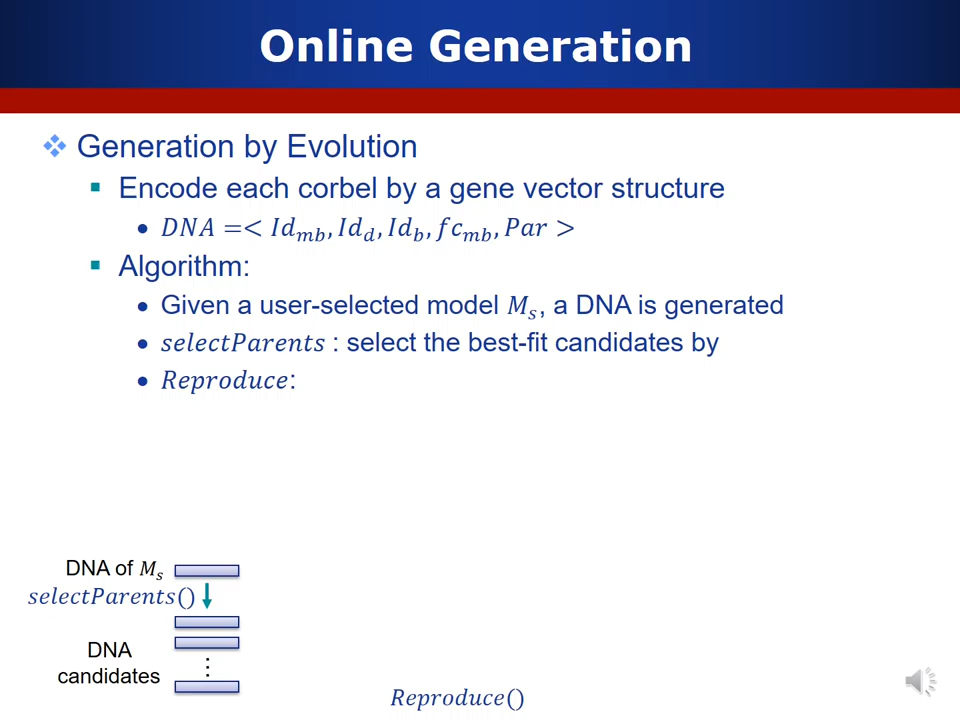 Online Generation
Generation by Evolution
Encode each corbel by a gene vector structure
DNA =< Id_mb, Id_d, Id_b, fc_mb, Par >
Algorithm:
Given a user-selected model M_s, a DNA is generated
selectParents : select the best-fit candidates by
Reproduce:
DNA of M_s
selectParents()
DNA
candidates
⋮
Reproduce()